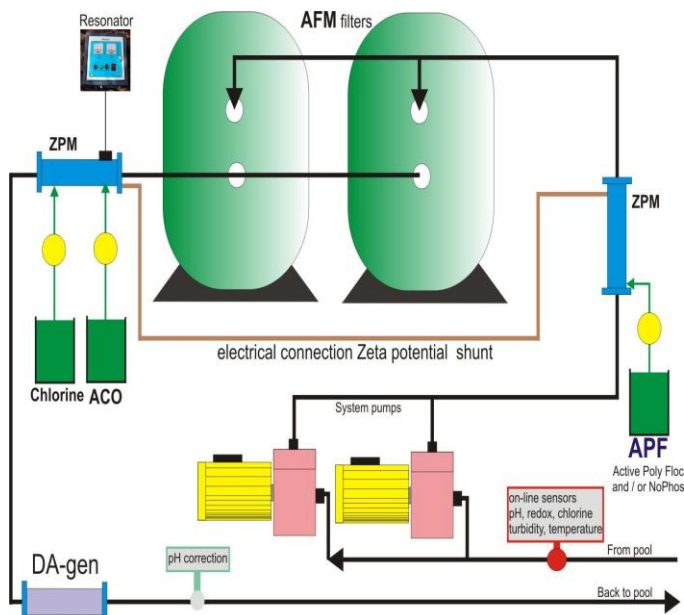 Resonator
AFM filters
ZPM
ZPM
electrical connection Zeta potential shunt
Chlorine
ACO
System pumps
APF
Active Poly Floc
and / or NoPhos
on-line sensors
pH, redox, chlorine
turbidity, temperature
From pool
DA-gen
pH correction
Back to pool